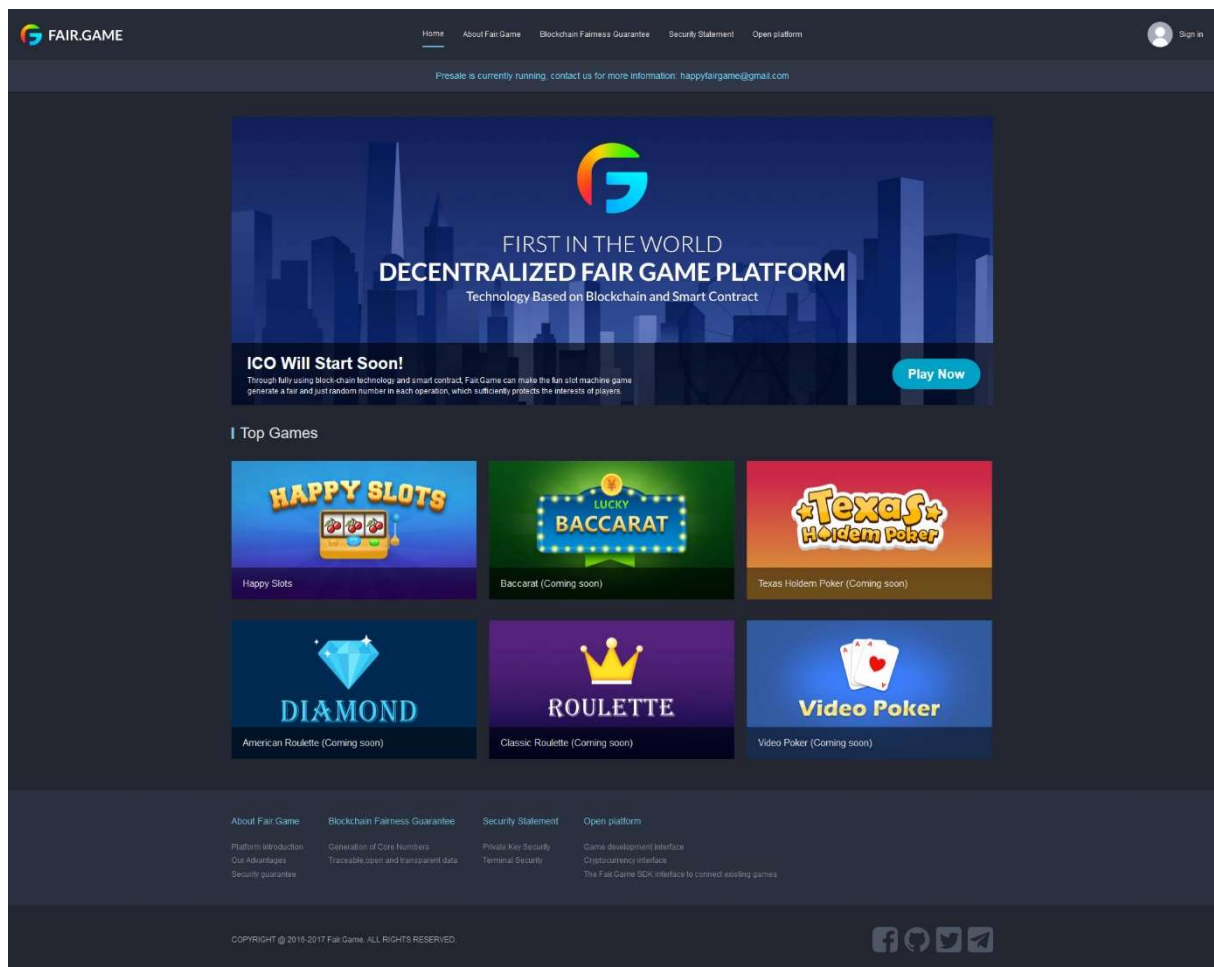 FAIR.GAME
Home About Fair.Game Blockchain Fairness Guarantee Security Statement Open platform
Sign in
Presale is currently running, contact us for more information: happyfairgame@gmail.com
FIRST IN THE WORLD
DECENTRALIZED FAIR GAME PLATFORM
Technology Based on Blockchain and Smart Contract
ICO Will Start Soon!
Through fully using block-chain technology and smart contract, Fair.Game can make the fun slot machine game
generate a fair and just random number in each operation, which sufficiently protects the interests of players.
Play Now
Top Games
HAPPY SLOTS
Happy Slots
LUCKY
BACCARAT
Baccarat (Coming soon)
Texas
Holdem Poker
Texas Holdem Poker (Coming soon)
DIAMOND
American Roulette (Coming soon)
ROULETTE
Classic Roulette (Coming soon)
A A A
A
Video Poker
Video Poker (Coming soon)
About Fair.Game Blockchain Fairness Guarantee Security Statement Open platform
Platform Introduction Generation of Core Numbers Private Key Security Game development interface
Our Advantages Traceable,open and transparent data Terminal Security Cryptocurrency interface
Security guarantee The Fair.Game SDK interface to connect existing games
COPYRIGHT @ 2016-2017 Fair.Game. ALL RIGHTS RESERVED.